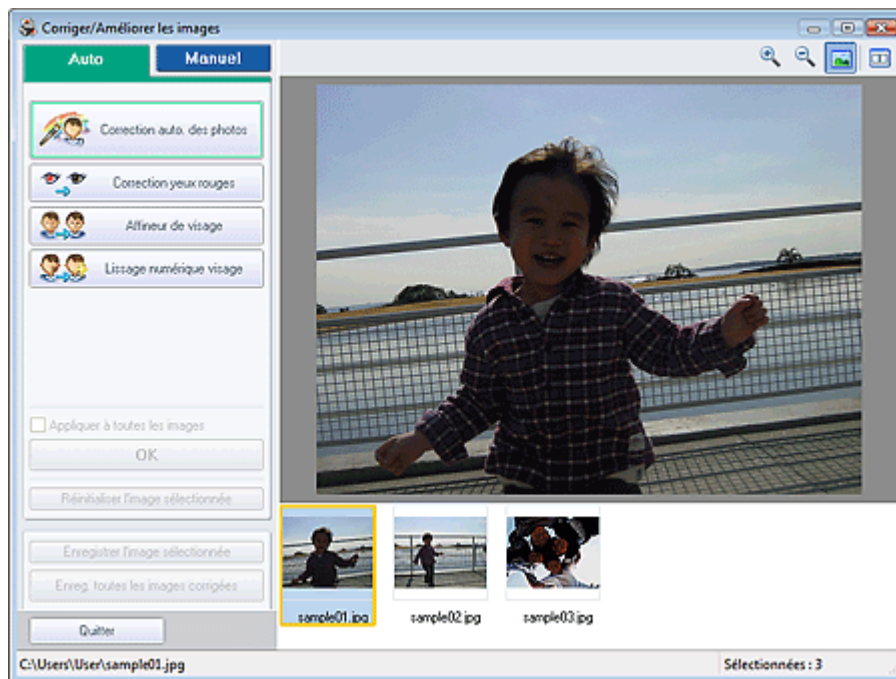 Corriger/Améliorer les images
Auto
Manuel
Correction auto. des photos
Correction yeux rouges
Affineur de visage
Lissage numérique visage
Appliquer à toutes les images
OK
Réinitialiser l'image sélectionnée
Enregistrer l'image sélectionnée
Enreg. toutes les images corrigées
Quitter
sample01.jpg
sample02.jpg
sample03.jpg
C:\Users\User\sample01.jpg
Sélectionnées : 3